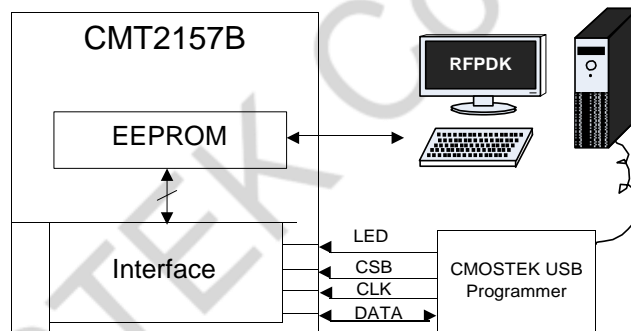 CMT2157B
RFPDK
EEPROM
Interface
LED
CSB
CLK
DATA
CMOSTEK USB
Programmer